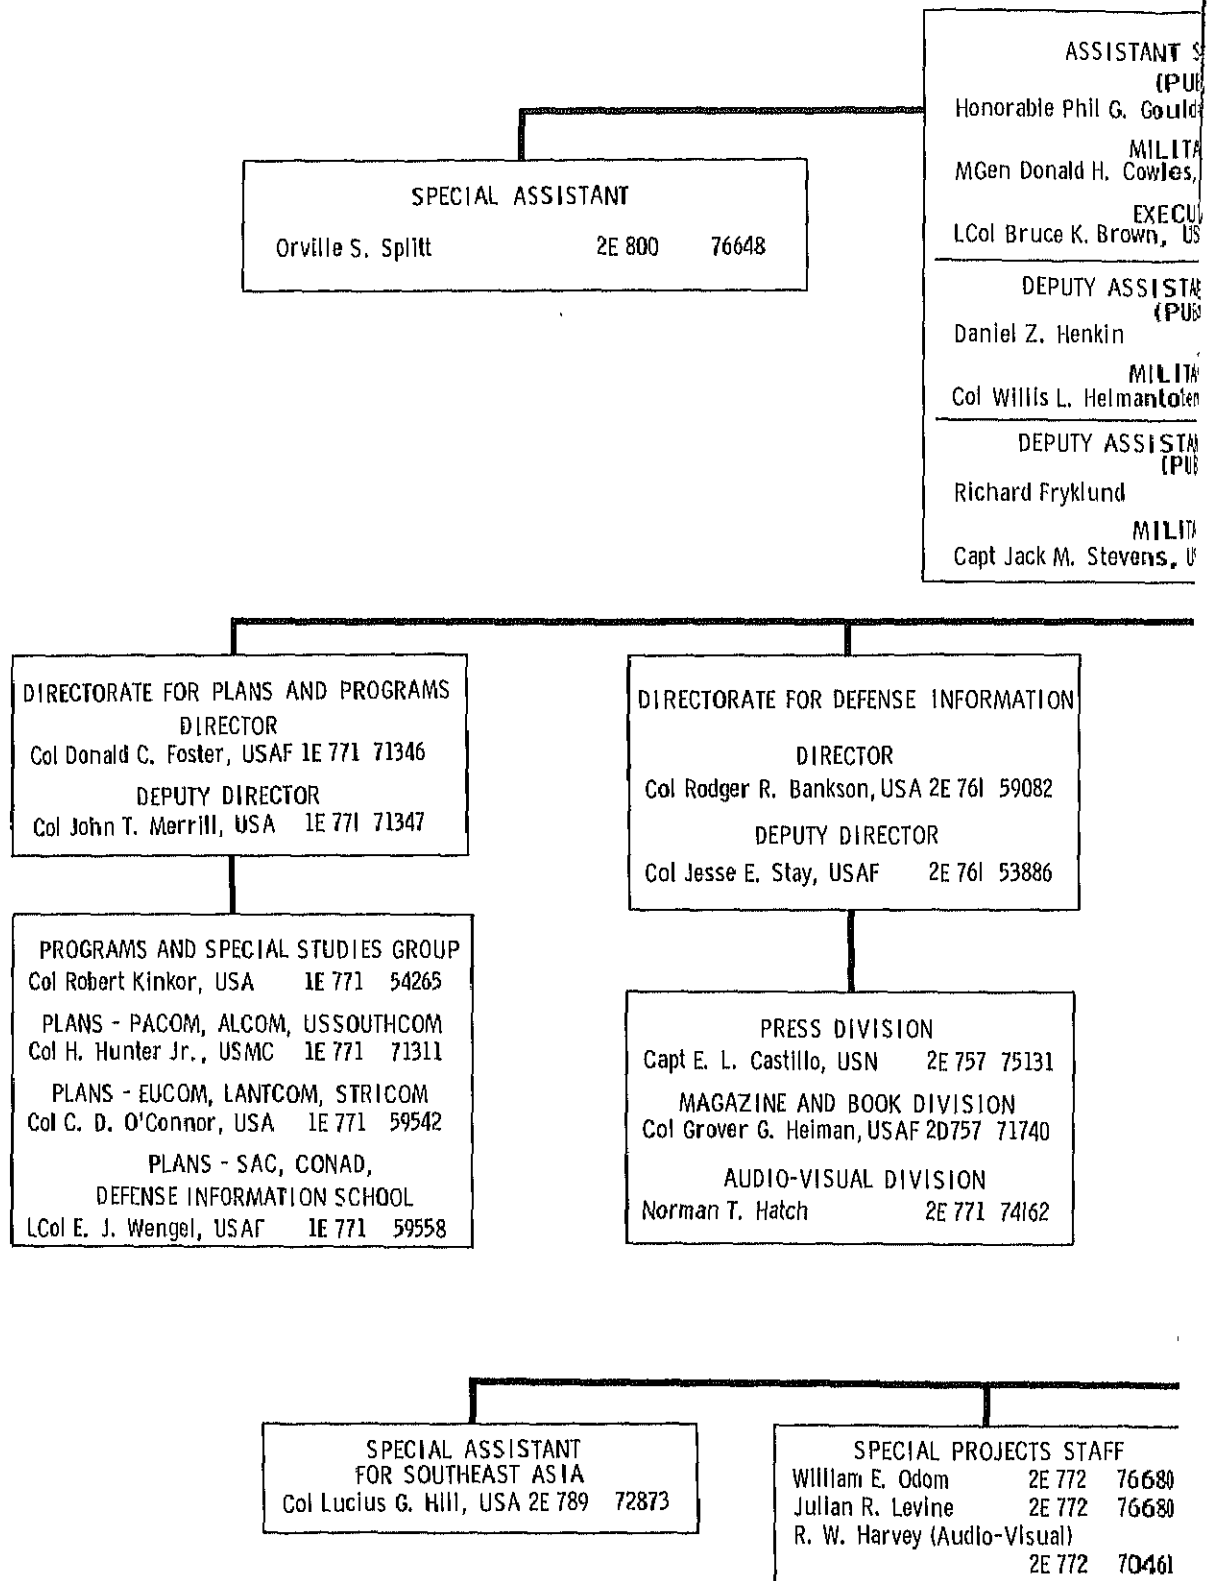 ASSISTANT
(PUB
Honorable Phil G. Gould
MILITA
MGen Donald H. Cowles,
EXECU
LCol Bruce K. Brown, US
DEPUTY ASSISTA
(PUB
Daniel Z. Henkin
MILITA
Col Willis L.
DEPUTY ASSISTA
(PUB
Richard Fryklund
MILITA
Capt Jack M. Stevens, U
SPECIAL ASSISTANT
Orville S. Splitt 2E 800 76648
DIRECTORATE FOR PLANS AND PROGRAMS
DIRECTOR
Col Donald C. Foster, USAF 1E 771 71346
DEPUTY DIRECTOR
Col John T. Merrill, USA 1E 771 71347
PROGRAMS AND SPECIAL STUDIES GROUP
Col Robert Kinkor, USA 1E 771 54265
PLANS - PACOM, ALCOM, USSOUTHCOM
Col H. Hunter Jr., USMC 1E 771 71311
PLANS - EUCOM, LANTCOM, STRICOM
Col C. D. O'Connor, USA 1E 771 59542
PLANS - SAC, CONAD,
DEFENSE INFORMATION SCHOOL
LCol E. J. Wengel, USAF 1E 771 59558
DIRECTORATE FOR DEFENSE INFORMATION
DIRECTOR
Col Rodger R. Bankson, USA 2E 761 59082
DEPUTY DIRECTOR
Col Jesse E. Stay, USAF 2E 761 53886
PRESS DIVISION
Capt E. L. Castillo, USN 2E 757 75131
MAGAZINE AND BOOK DIVISION
Col Grover G. Heiman, USAF 2D757 71740
AUDIO-VISUAL DIVISION
Norman T. Hatch 2E 771 74162
SPECIAL ASSISTANT
FOR SOUTHEAST ASIA
Col Lucius G. Hill, USA 2E 789 72873
SPECIAL PROJECTS STAFF
William E. Odom 2E 772 76680
Julian R. Levine 2E 772 76680
R. W. Harvey (Audio-Visual)
2E 772 70461